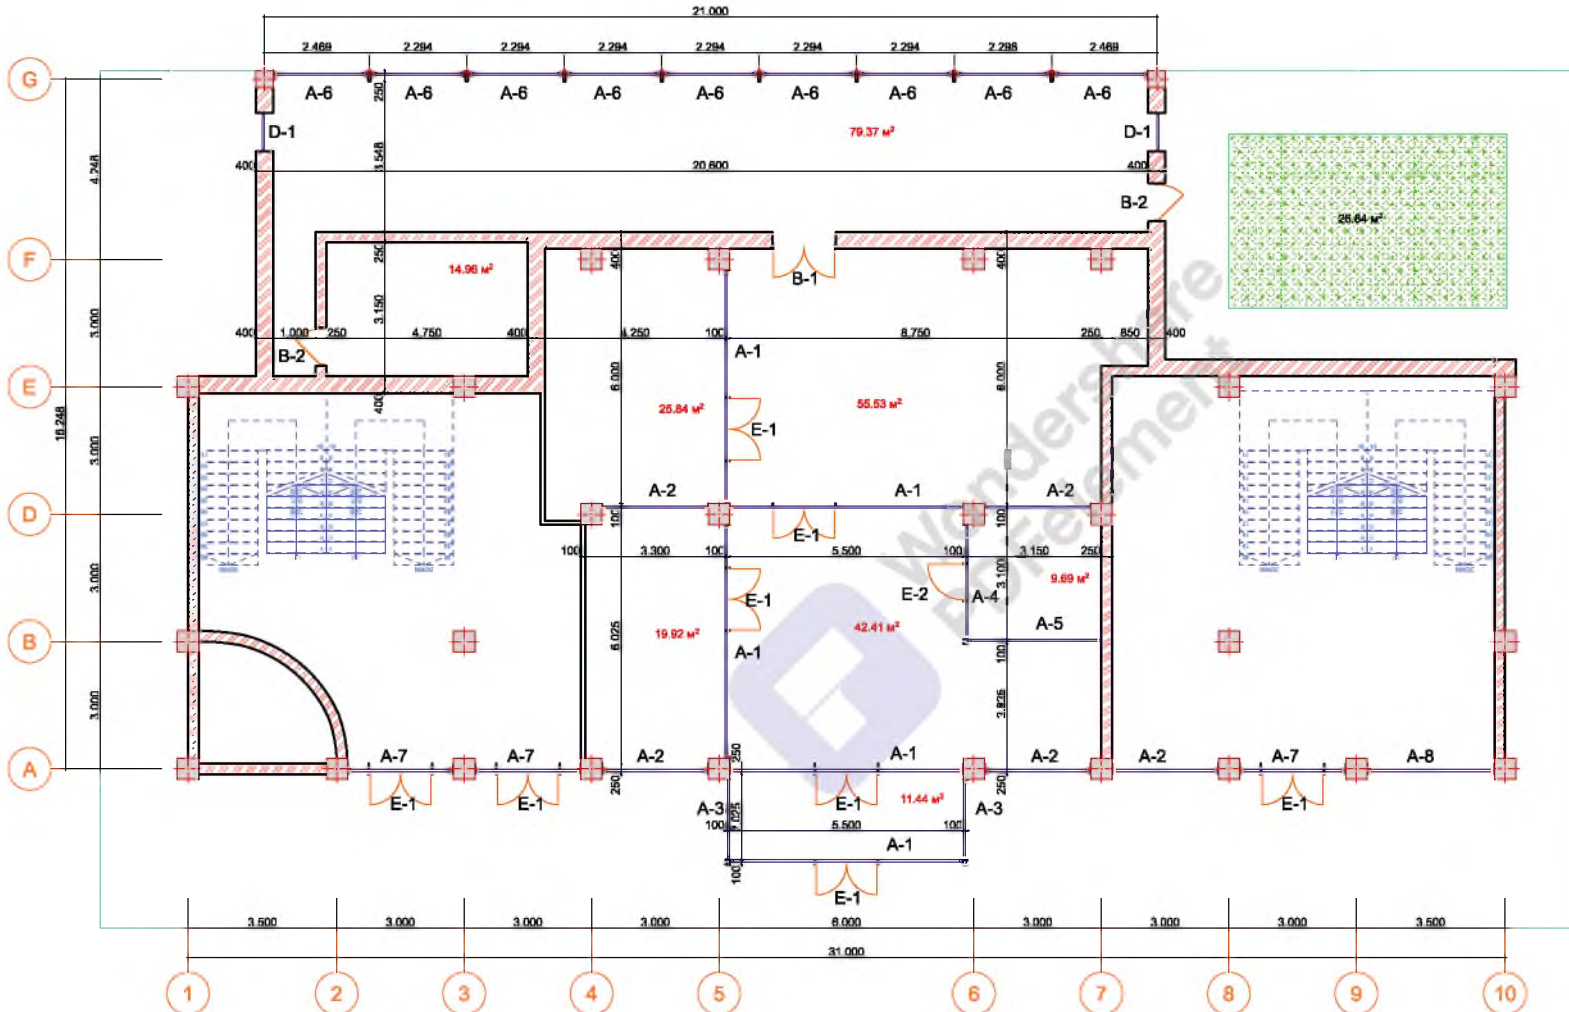 21.000
2.469 2.294 2.294 2.294 2.294 2.294 2.294 2.298 2.469
G
A-6 A-6 A-6 A-6 A-6 A-6 A-6 A-6 A-6
250
D-1 79.37 м² D-1
4.248
3.548
400 20.600 400
B-2
26.64 м²
F
400 400
250 14.96 м²
B-1
3.000 3.150
400 1.000 250 4.750 400 4.250 100 8.750 250 850 400
B-2 A-1
E
6.000 6.000
400
25.84 м² 55.53 м²
16.248
E-1
3.000
A-2 A-1 A-2
D
100 100
E-1
100 3.300 100 5.500 100 3.150 250
3.000 3.100
9.69 м²
E-1 E-2 A-4
B
6.025 19.92 м² 42.41 м² A-5
A-1 100
3.000
A-7 A-7 A-2 250 A-1 A-2 A-2 A-7 A-8
A
250 250
E-1 E-1 A-3 E-1 11.44 м² A-3 E-1
100 5.500 100
A-1
100
E-1
3.500 3.000 3.000 3.000 6.000 3.000 3.000 3.000 3.500
31.000
1 2 3 4 5 6 7 8 9 10
Wondershare
PDFelement